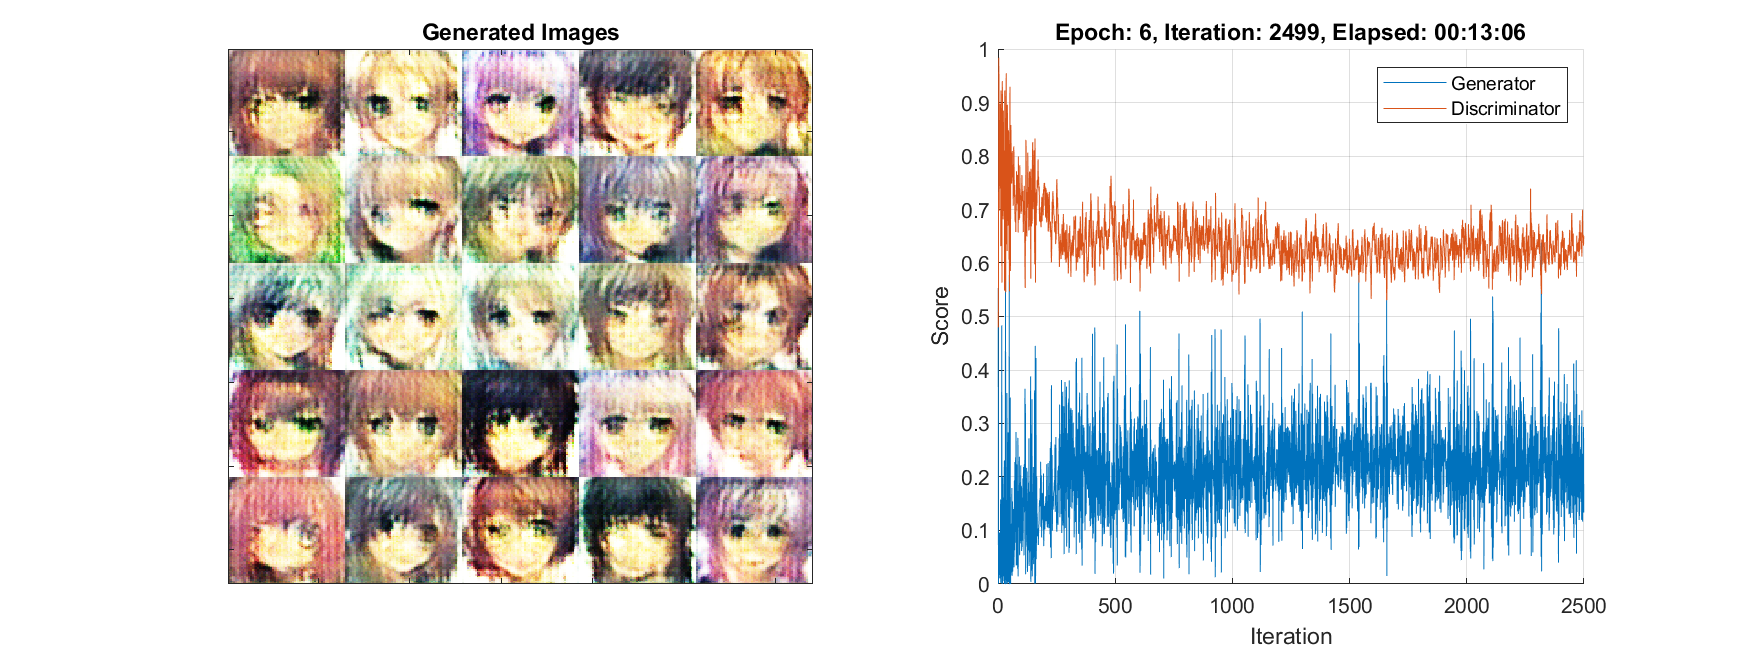 Generated Images
Epoch: 6, Iteration: 2499, Elapsed: 00:13:06
Generator
Discriminator
1
0.9
0.8
0.7
0.6
0.5
0.4
0.3
0.2
0.1
0
Score
0
500
1000
1500
2000
2500
Iteration